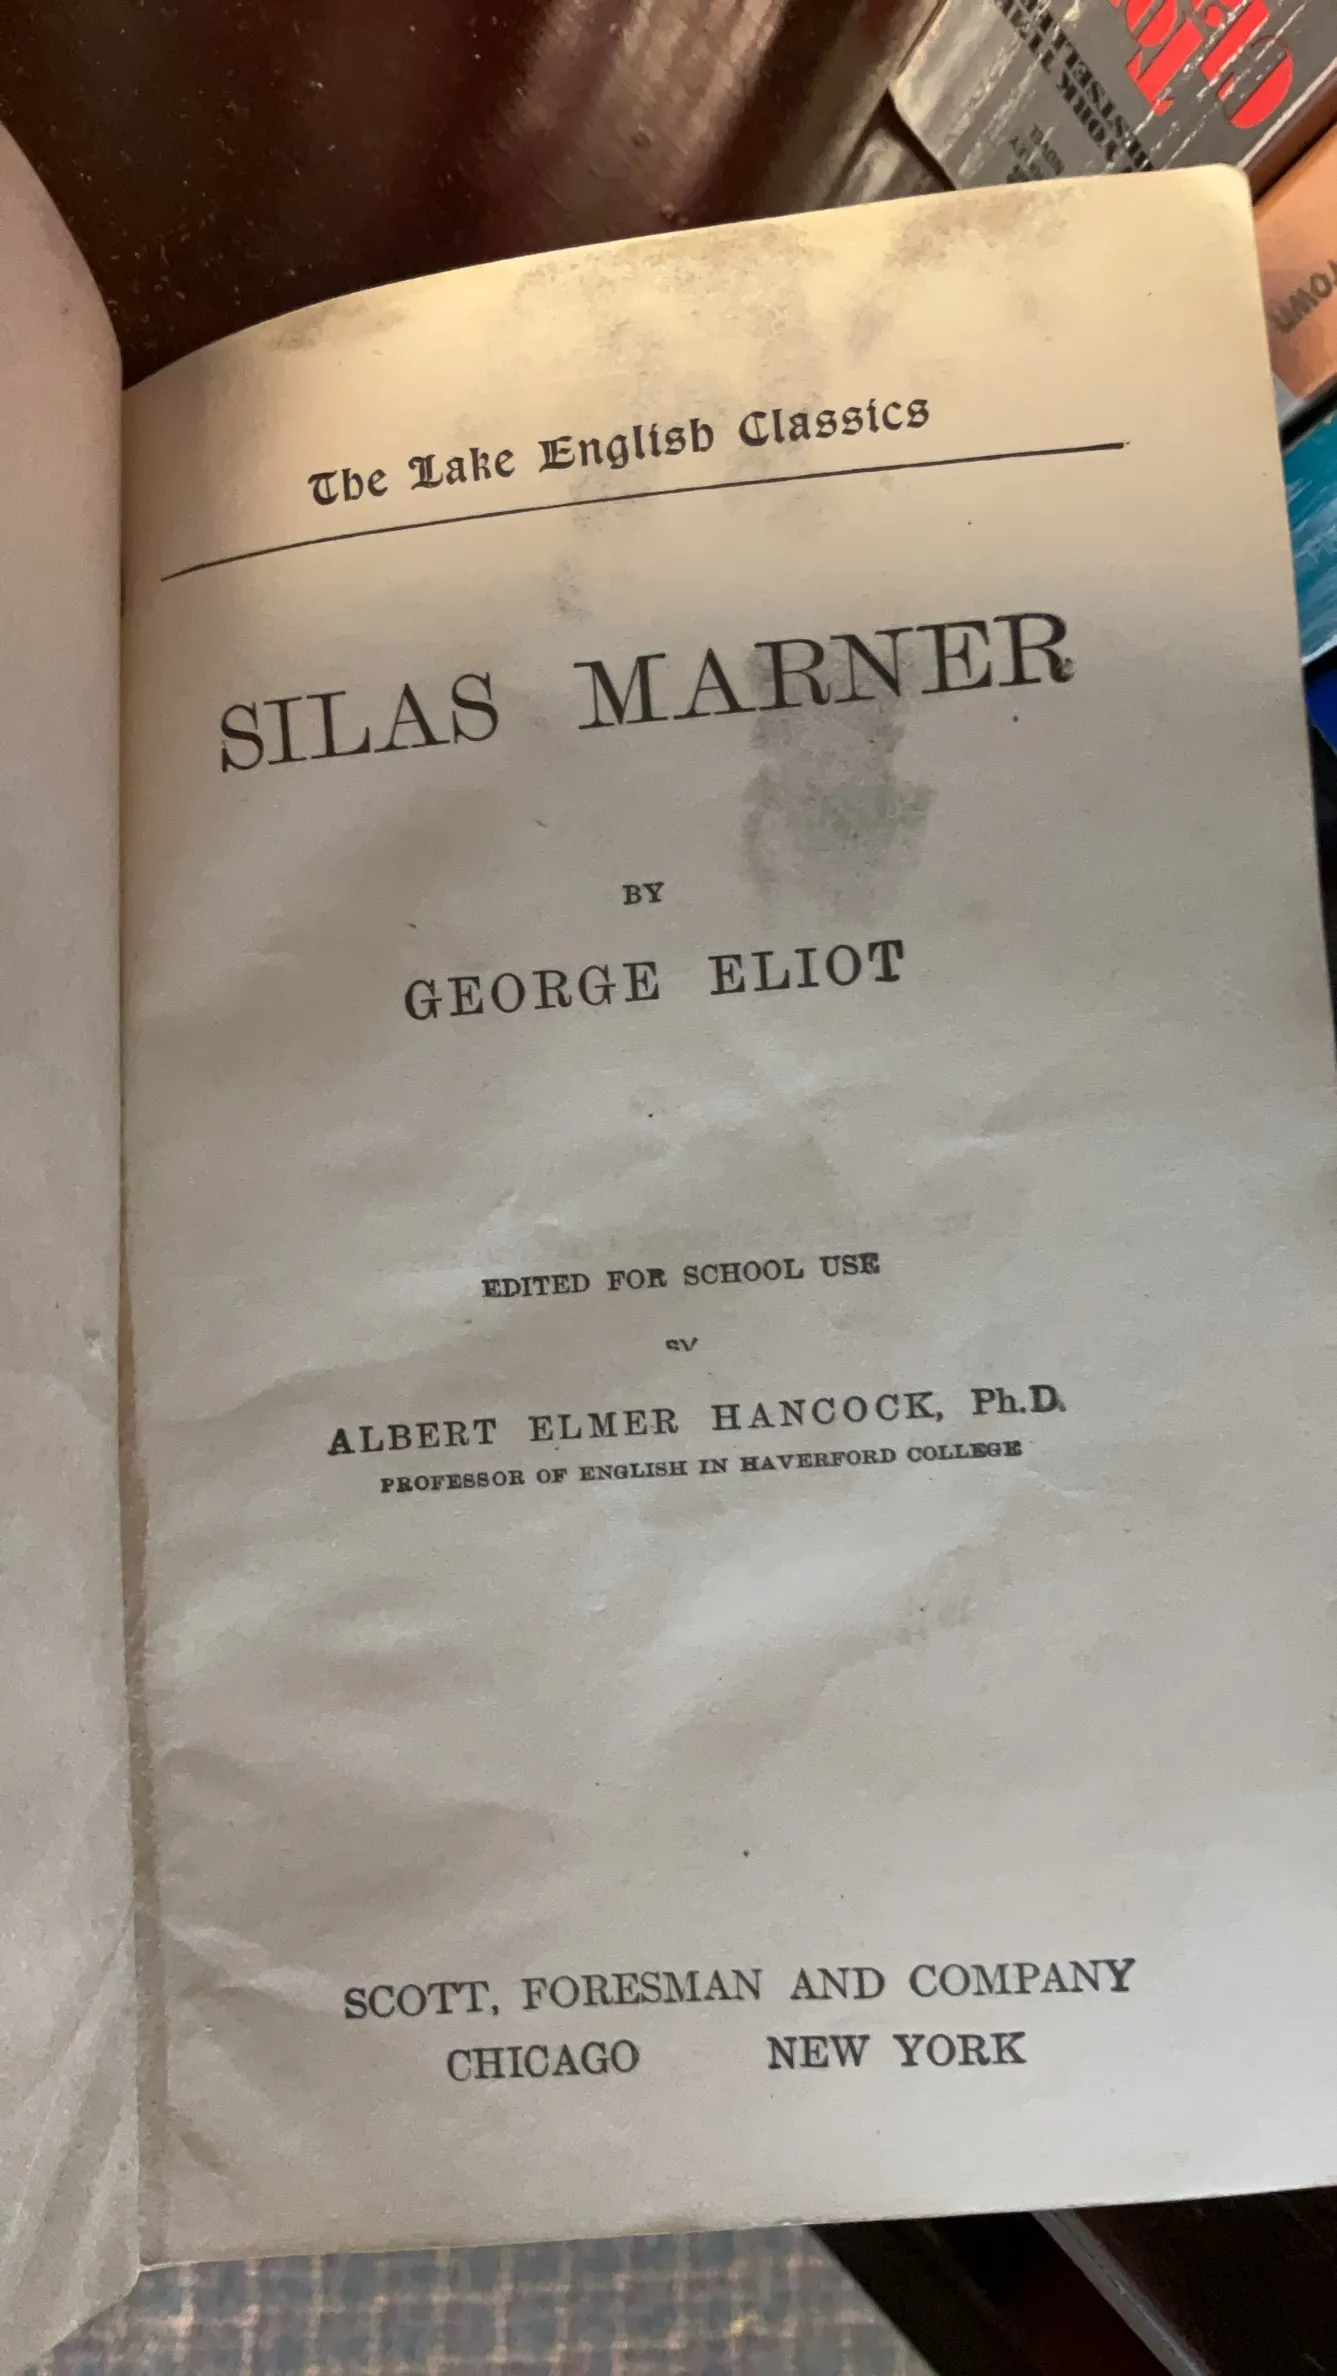 The Lake English Classics
SILAS MARNER
BY
GEORGE ELIOT
EDITED FOR SCHOOL USE
BY
ALBERT ELMER HANCOCK, Ph.D.
PROFESSOR OF ENGLISH IN HAVERFORD COLLEGE
SCOTT, FORESMAN AND COMPANY
CHICAGO NEW YORK